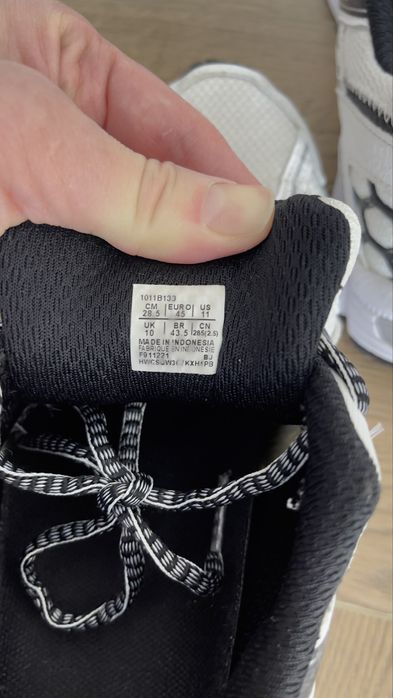 1011B133
CM EURO US
28.5 45 11
UK BR CN
10 43.5 285(2.5)
MADE IN INDONESIA
FABRIQUE EN INDONESIE
F911221 BJ